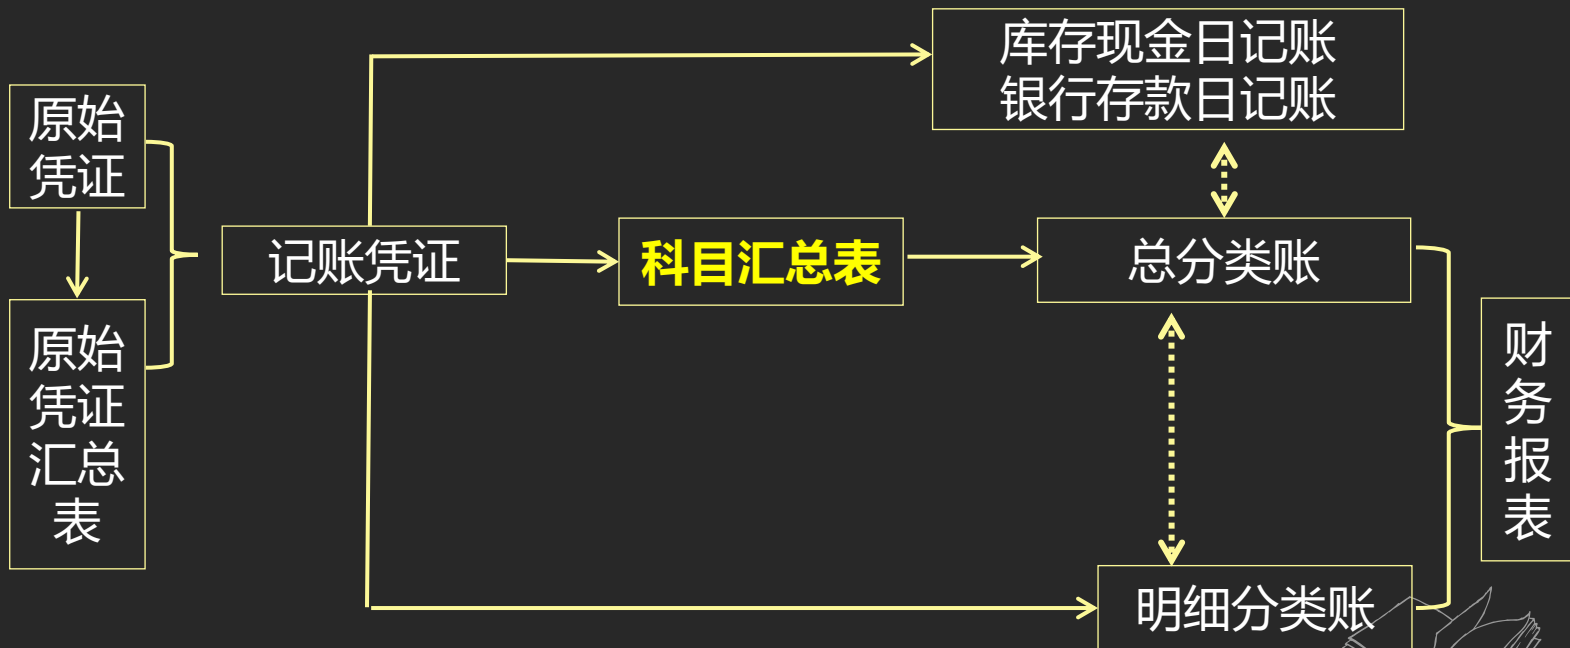 库存现金日记账
银行存款日记账
原始
凭证
记账凭证
科目汇总表
总分类账
原始
凭证
汇总
表
财
务
报
表
明细分类账